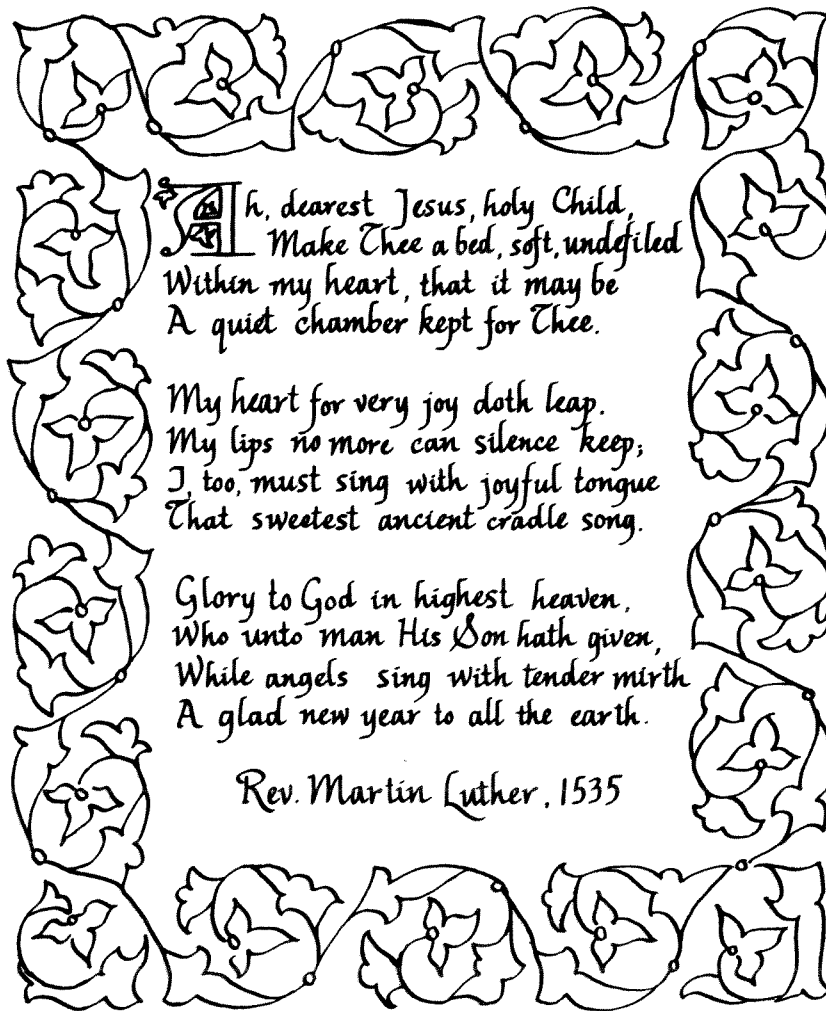 Ah, dearest Jesus, holy Child,
Make Thee a bed, soft, undefiled
Within my heart, that it may be
A quiet chamber kept for Thee.
My heart for very joy doth leap.
My lips no more can silence keep;
I, too, must sing with joyful tongue
That sweetest ancient cradle song.
Glory to God in highest heaven,
Who unto man His Son hath given,
While angels sing with tender mirth
A glad new year to all the earth.
Rev. Martin Luther, 1535